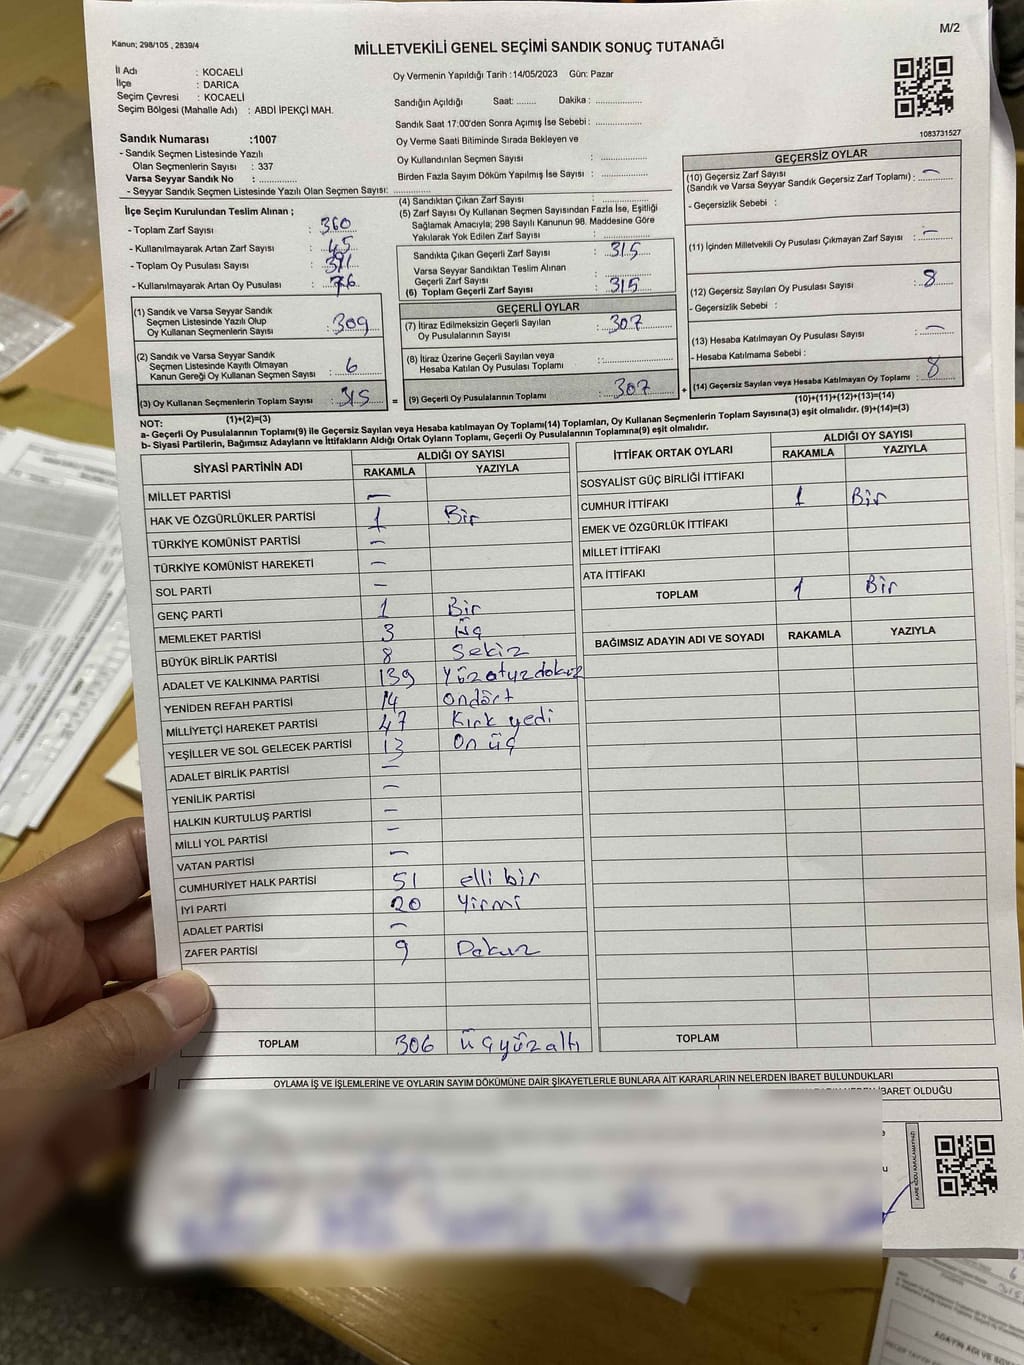 Kanun; 298/105 , 2839/4
M/2
MİLLETVEKİLİ GENEL SEÇİMİ SANDIK SONUÇ TUTANAĞI
İl Adı : KOCAELİ
İlçe : DARICA
Seçim Çevresi : KOCAELİ
Seçim Bölgesi (Mahalle Adı) : ABDİ İPEKÇİ MAH.
Sandık Numarası :1007
- Sandık Seçmen Listesinde Yazılı
Olan Seçmenlerin Sayısı : 337
Varsa Seyyar Sandık No : ..............
- Seyyar Sandık Seçmen Listesinde Yazılı Olan Seçmen Sayısı: ..............
Oy Vermenin Yapıldığı Tarih :14/05/2023 Gün: Pazar
Sandığın Açıldığı Saat: ........ Dakika : ................
Sandık Saat 17:00'den Sonra Açımış İse Sebebi : ................
Oy Verme Saati Bitiminde Sırada Bekleyen ve
Oy Kullandırılan Seçmen Sayısı : ................
Birden Fazla Sayım Döküm Yapılmış İse Sayısı : ................
1083731527
İlçe Seçim Kurulundan Teslim Alınan ;
- Toplam Zarf Sayısı : 360
- Kullanılmayarak Artan Zarf Sayısı : 45
- Toplam Oy Pusulası Sayısı :
- Kullanılmayarak Artan Oy Pusulası : 76
(1) Sandık ve Varsa Seyyar Sandık
Seçmen Listesinde Yazılı Olup
Oy Kullanan Seçmenlerin Sayısı : 309
(2) Sandık ve Varsa Seyyar Sandık
Seçmen Listesinde Kayıtlı Olmayan
Kanun Gereği Oy Kullanan Seçmen Sayısı : 6
(3) Oy Kullanan Seçmenlerin Toplam Sayısı : 315
(1)+(2)=(3)
(4) Sandıktan Çıkan Zarf Sayısı : ................
(5) Zarf Sayısı Oy Kullanan Seçmen Sayısından Fazla İse, Eşitliği
Sağlamak Amacıyla; 298 Sayılı Kanunun 98. Maddesine Göre
Yakılarak Yok Edilen Zarf Sayısı : ................
Sandıkta Çıkan Geçerli Zarf Sayısı : 315
Varsa Seyyar Sandıktan Teslim Alınan
Geçerli Zarf Sayısı : ................
(6) Toplam Geçerli Zarf Sayısı : 315
GEÇERLİ OYLAR
(7) İtiraz Edilmeksizin Geçerli Sayılan
Oy Pusulalarının Sayısı : 307
(8) İtiraz Üzerine Geçerli Sayılan veya
Hesaba Katılan Oy Pusulası Toplamı : ................
= (9) Geçerli Oy Pusulalarının Toplamı : 307 +
GEÇERSİZ OYLAR
(10) Geçersiz Zarf Sayısı
(Sandık ve Varsa Seyyar Sandık Geçersiz Zarf Toplamı) : —
- Geçersizlik Sebebi :
(11) İçinden Milletvekili Oy Pusulası Çıkmayan Zarf Sayısı : —
(12) Geçersiz Sayılan Oy Pusulası Sayısı : 8
- Geçersizlik Sebebi :
(13) Hesaba Katılmayan Oy Pusulası Sayısı : —
- Hesaba Katılmama Sebebi :
(14) Geçersiz Sayılan veya Hesaba Katılmayan Oy Toplamı : 8
(10)+(11)+(12)+(13)=(14)
NOT:
a- Geçerli Oy Pusulalarının Toplamı(9) ile Geçersiz Sayılan veya Hesaba Katılmayan Oy Toplamı(14) Toplamları, Oy Kullanan Seçmenlerin Toplam Sayısına(3) eşit olmalıdır. (9)+(14)=(3)
b- Siyasi Partilerin, Bağımsız Adayların ve İttifakların Aldığı Ortak Oyların Toplamı, Geçerli Oy Pusulalarının Toplamına(9) eşit olmalıdır.
SİYASİ PARTİNİN ADI ALDIĞI OY SAYISI
RAKAMLA YAZIYLA
MİLLET PARTİSİ —
HAK VE ÖZGÜRLÜKLER PARTİSİ 1 Bir
TÜRKİYE KOMÜNİST PARTİSİ —
TÜRKİYE KOMÜNİST HAREKETİ —
SOL PARTİ —
GENÇ PARTİ 1 Bir
MEMLEKET PARTİSİ 3 üç
BÜYÜK BİRLİK PARTİSİ 8 Sekiz
ADALET VE KALKINMA PARTİSİ 139 Yüzotuzdokuz
YENİDEN REFAH PARTİSİ 14 Ondört
MİLLİYETÇİ HAREKET PARTİSİ 47 Kırk yedi
YEŞİLLER VE SOL GELECEK PARTİSİ 13 On üç
ADALET BİRLİK PARTİSİ —
YENİLİK PARTİSİ —
HALKIN KURTULUŞ PARTİSİ —
MİLLİ YOL PARTİSİ —
VATAN PARTİSİ —
CUMHURİYET HALK PARTİSİ 51 elli bir
İYİ PARTİ 20 Yirmi
ADALET PARTİSİ —
ZAFER PARTİSİ 9 Dokuz
TOPLAM 306 üçyüzaltı
İTTİFAK ORTAK OYLARI ALDIĞI OY SAYISI
RAKAMLA YAZIYLA
SOSYALİST GÜÇ BİRLİĞİ İTTİFAKI
CUMHUR İTTİFAKI 1 Bir
EMEK VE ÖZGÜRLÜK İTTİFAKI
MİLLET İTTİFAKI
ATA İTTİFAKI
TOPLAM 1 Bir
BAĞIMSIZ ADAYIN ADI VE SOYADI RAKAMLA YAZIYLA
TOPLAM
OYLAMA İŞ VE İŞLEMLERİNE VE OYLARIN SAYIM DÖKÜMÜNE DAİR ŞİKAYETLERLE BUNLARA AİT KARARLARIN NELERDEN İBARET BULUNDUKLARI
İBARET OLDUĞU